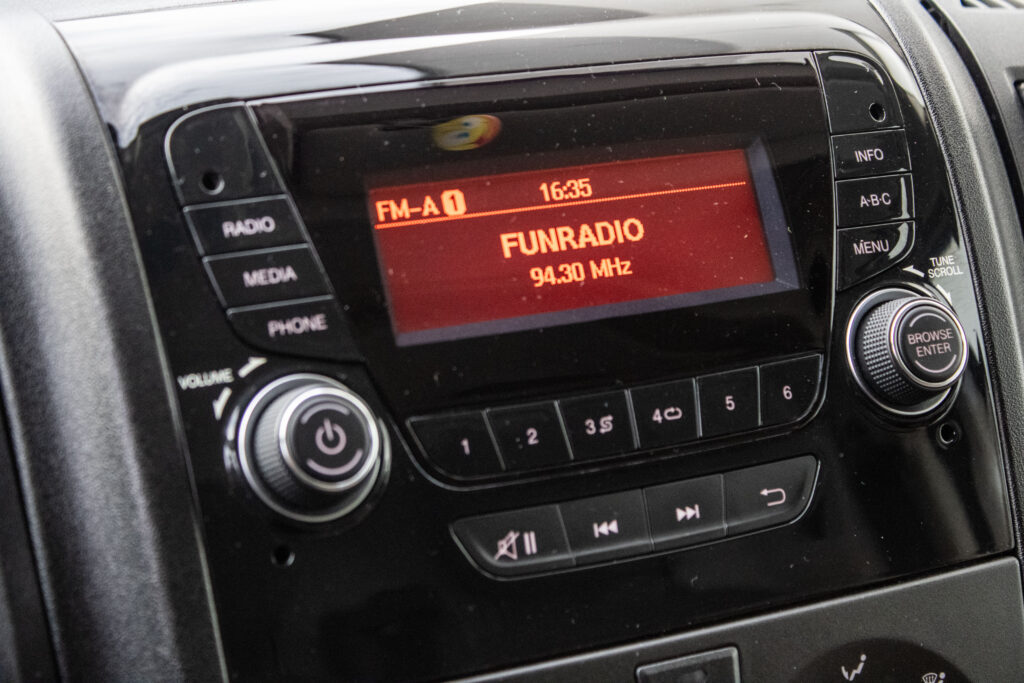 FM-A 1 16:35
FUNRADIO
94.30 MHz
RADIO
MEDIA
PHONE
VOLUME
INFO
A·B·C
MENU
TUNE
SCROLL
BROWSE
ENTER
1 2 3 4 5 6